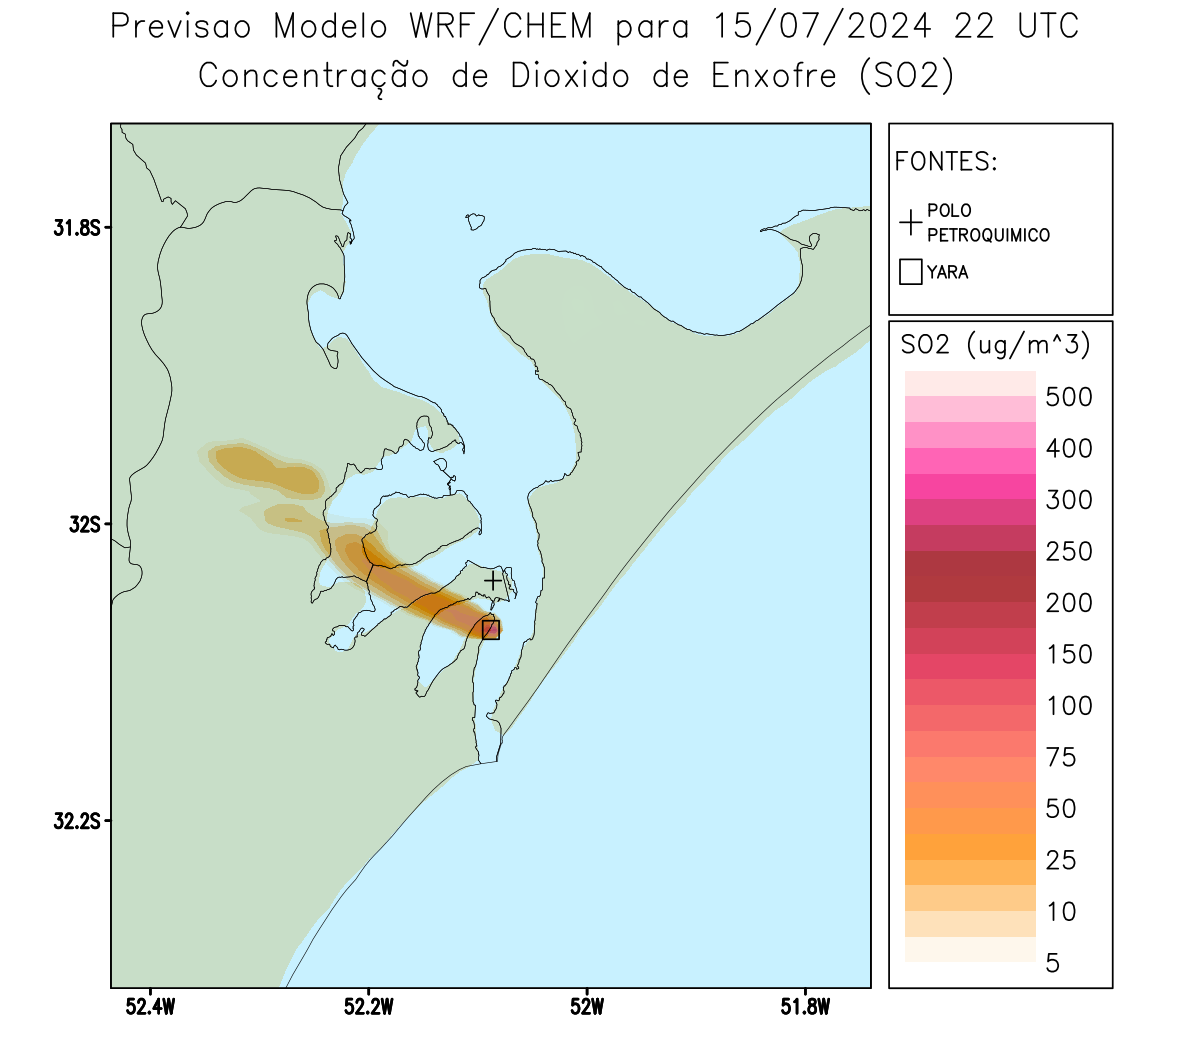 Previsao Modelo WRF/CHEM para 15/07/2024 22 UTC
Concentração de Dioxido de Enxofre (SO2)
FONTES:
POLO
PETROQUIMICO
YARA
SO2 (ug/m^3)
500
400
300
250
200
150
100
75
50
25
10
5
31.8S
32S
32.2S
52.4W
52.2W
52W
51.8W